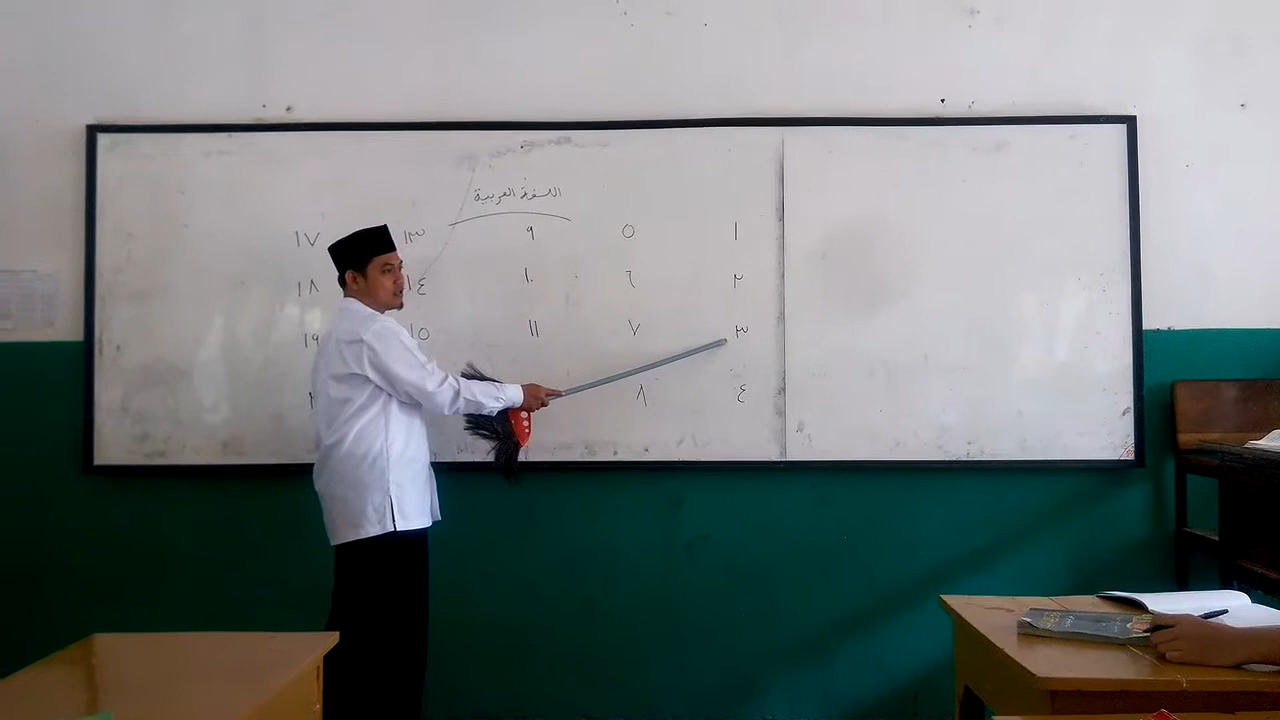 اللغة العربية
١ ٥ ٩ ١٣ ١٧
٢ ٦ ١٠ ١٤ ١٨
٣ ٧ ١١ ١٥ ١٩
٤ ٨